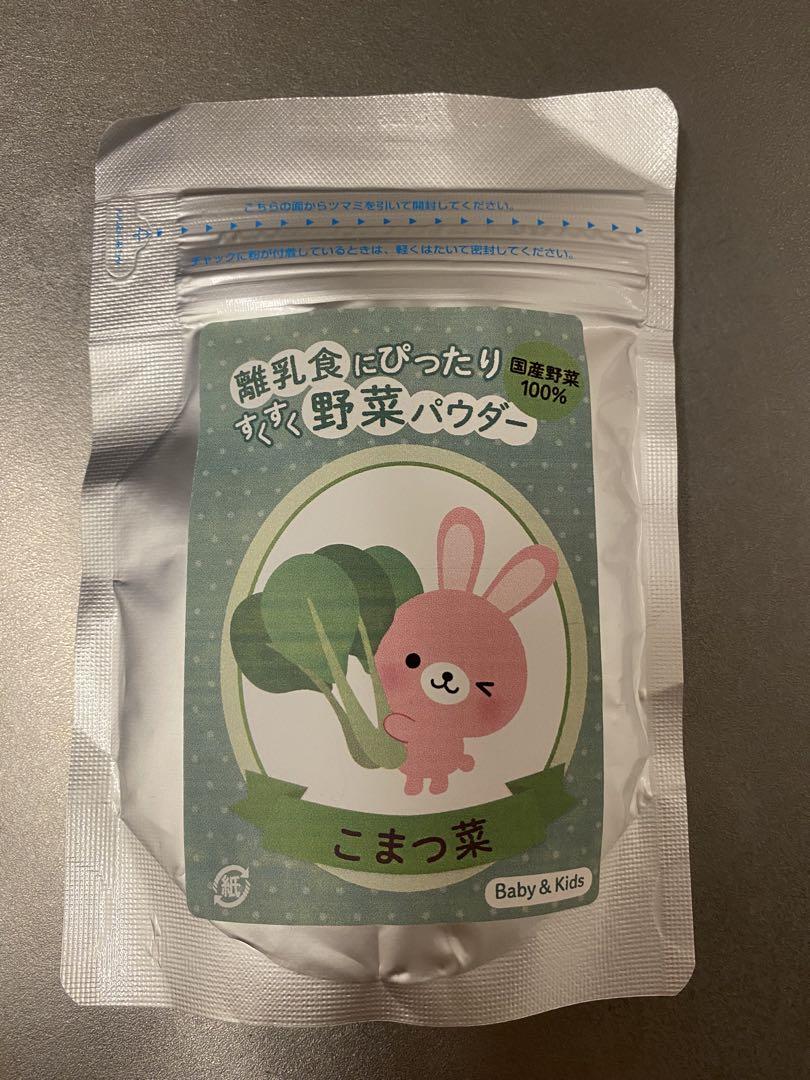 こちらの面からツマミを引いて開封してください。
チャックに粉が付着しているときは、軽くはたいて密封してください。
離乳食にぴったり
すくすく野菜パウダー
国産野菜
100%
こまつ菜
紙
Baby & Kids